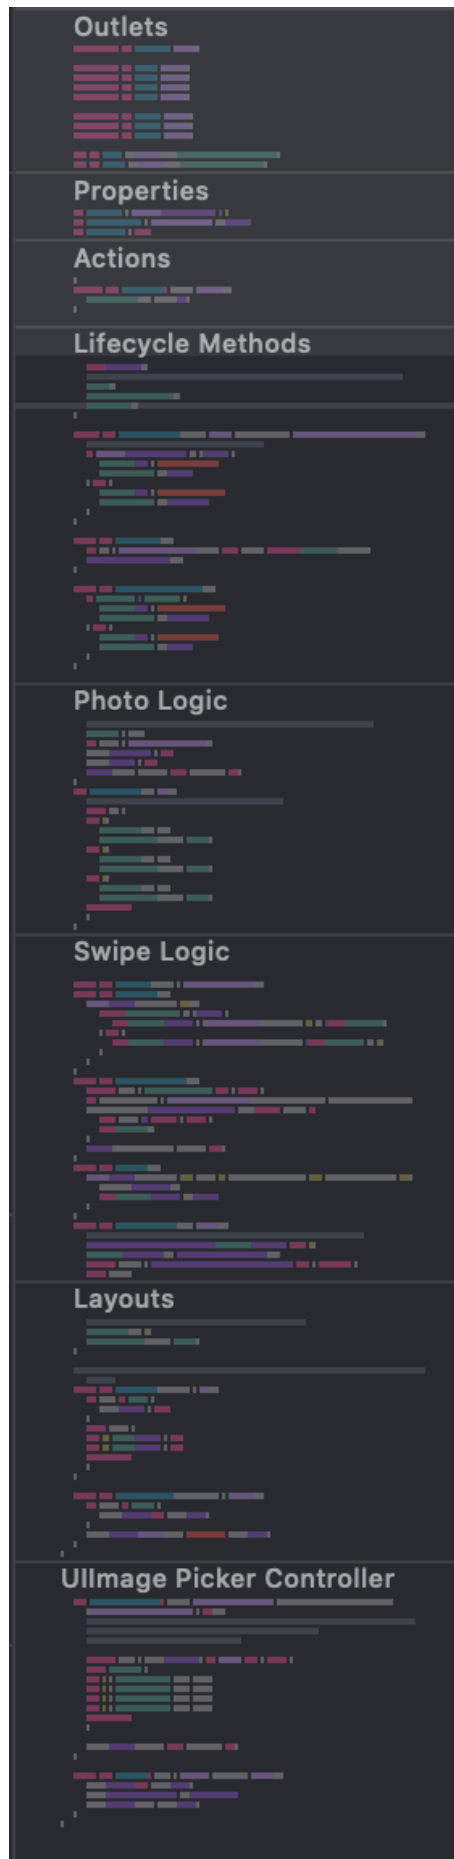 Outlets
Properties
Actions
Lifecycle Methods
Photo Logic
Swipe Logic
Layouts
UIImage Picker Controller